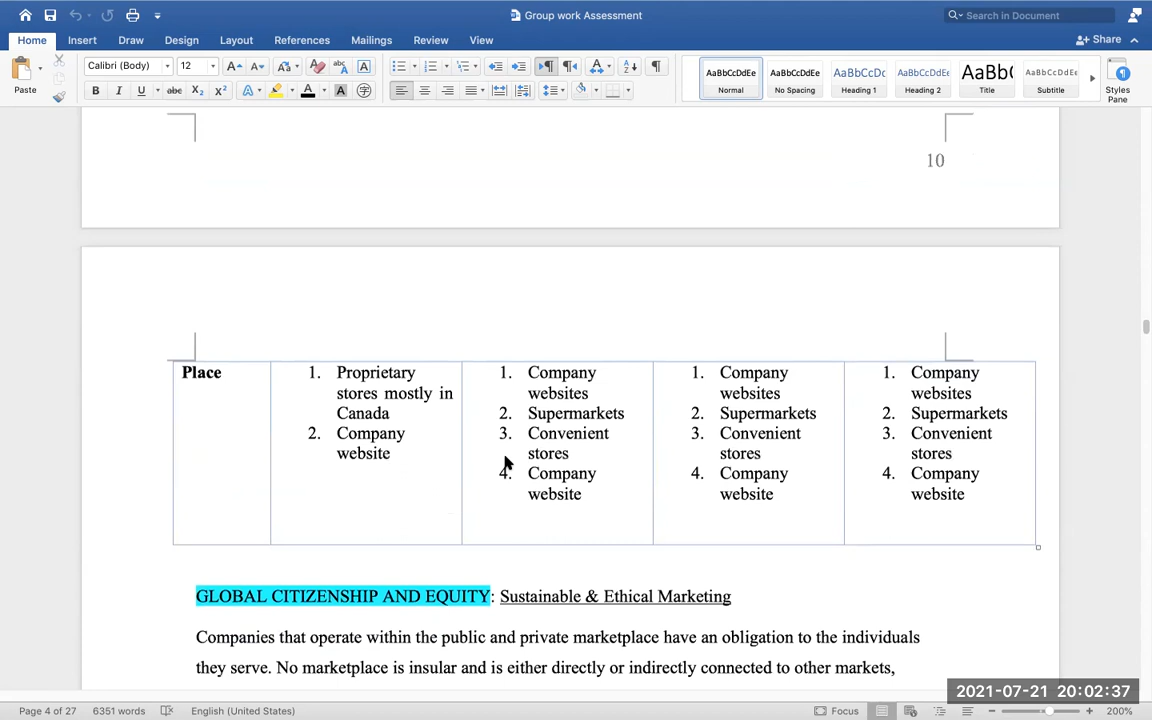 Group work Assessment
Search in Document
Home Insert Draw Design Layout References Mailings Review View
Share
Paste
Calibri (Body) 12
AaBbCcDdEe AaBbCcDdEe AaBbCcDc AaBbCcDdEe AaBb( AaBbCcDdEe
Normal No Spacing Heading 1 Heading 2 Title Subtitle
Styles
Pane
10
Place
1. Proprietary
stores mostly in
Canada
2. Company
website
1. Company
websites
2. Supermarkets
3. Convenient
stores
4. Company
website
1. Company
websites
2. Supermarkets
3. Convenient
stores
4. Company
website
1. Company
websites
2. Supermarkets
3. Convenient
stores
4. Company
website
GLOBAL CITIZENSHIP AND EQUITY: Sustainable & Ethical Marketing
Companies that operate within the public and private marketplace have an obligation to the individuals
they serve. No marketplace is insular and is either directly or indirectly connected to other markets,
2021-07-21 20:02:37
Page 4 of 27 6351 words English (United States) Focus 200%